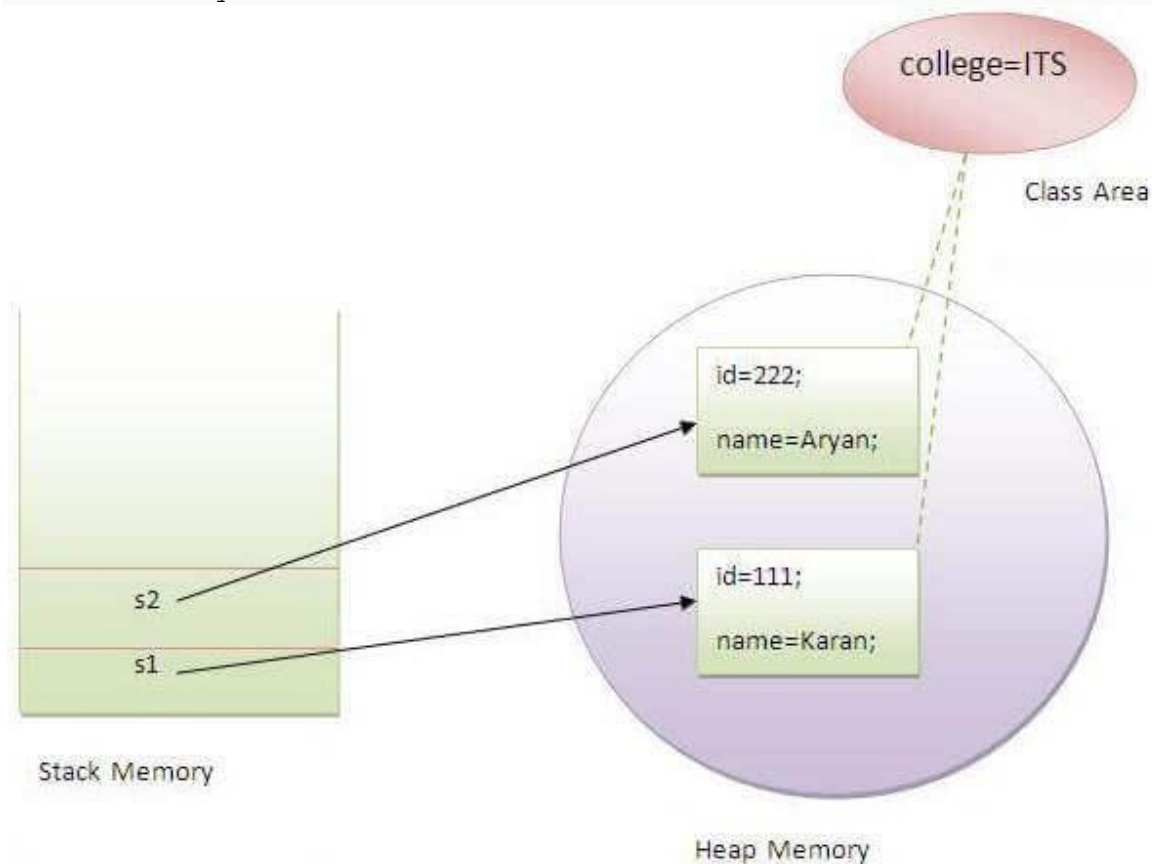 college=ITS
Class Area
id=222;
name=Aryan;
s2
id=111;
name=Karan;
s1
Stack Memory
Heap Memory